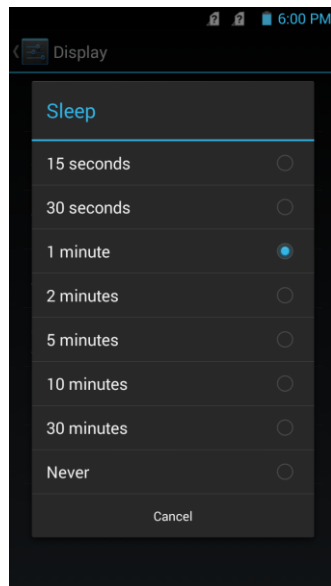 6:00 PM
Display
Sleep
15 seconds
30 seconds
1 minute
2 minutes
5 minutes
10 minutes
30 minutes
Never
Cancel